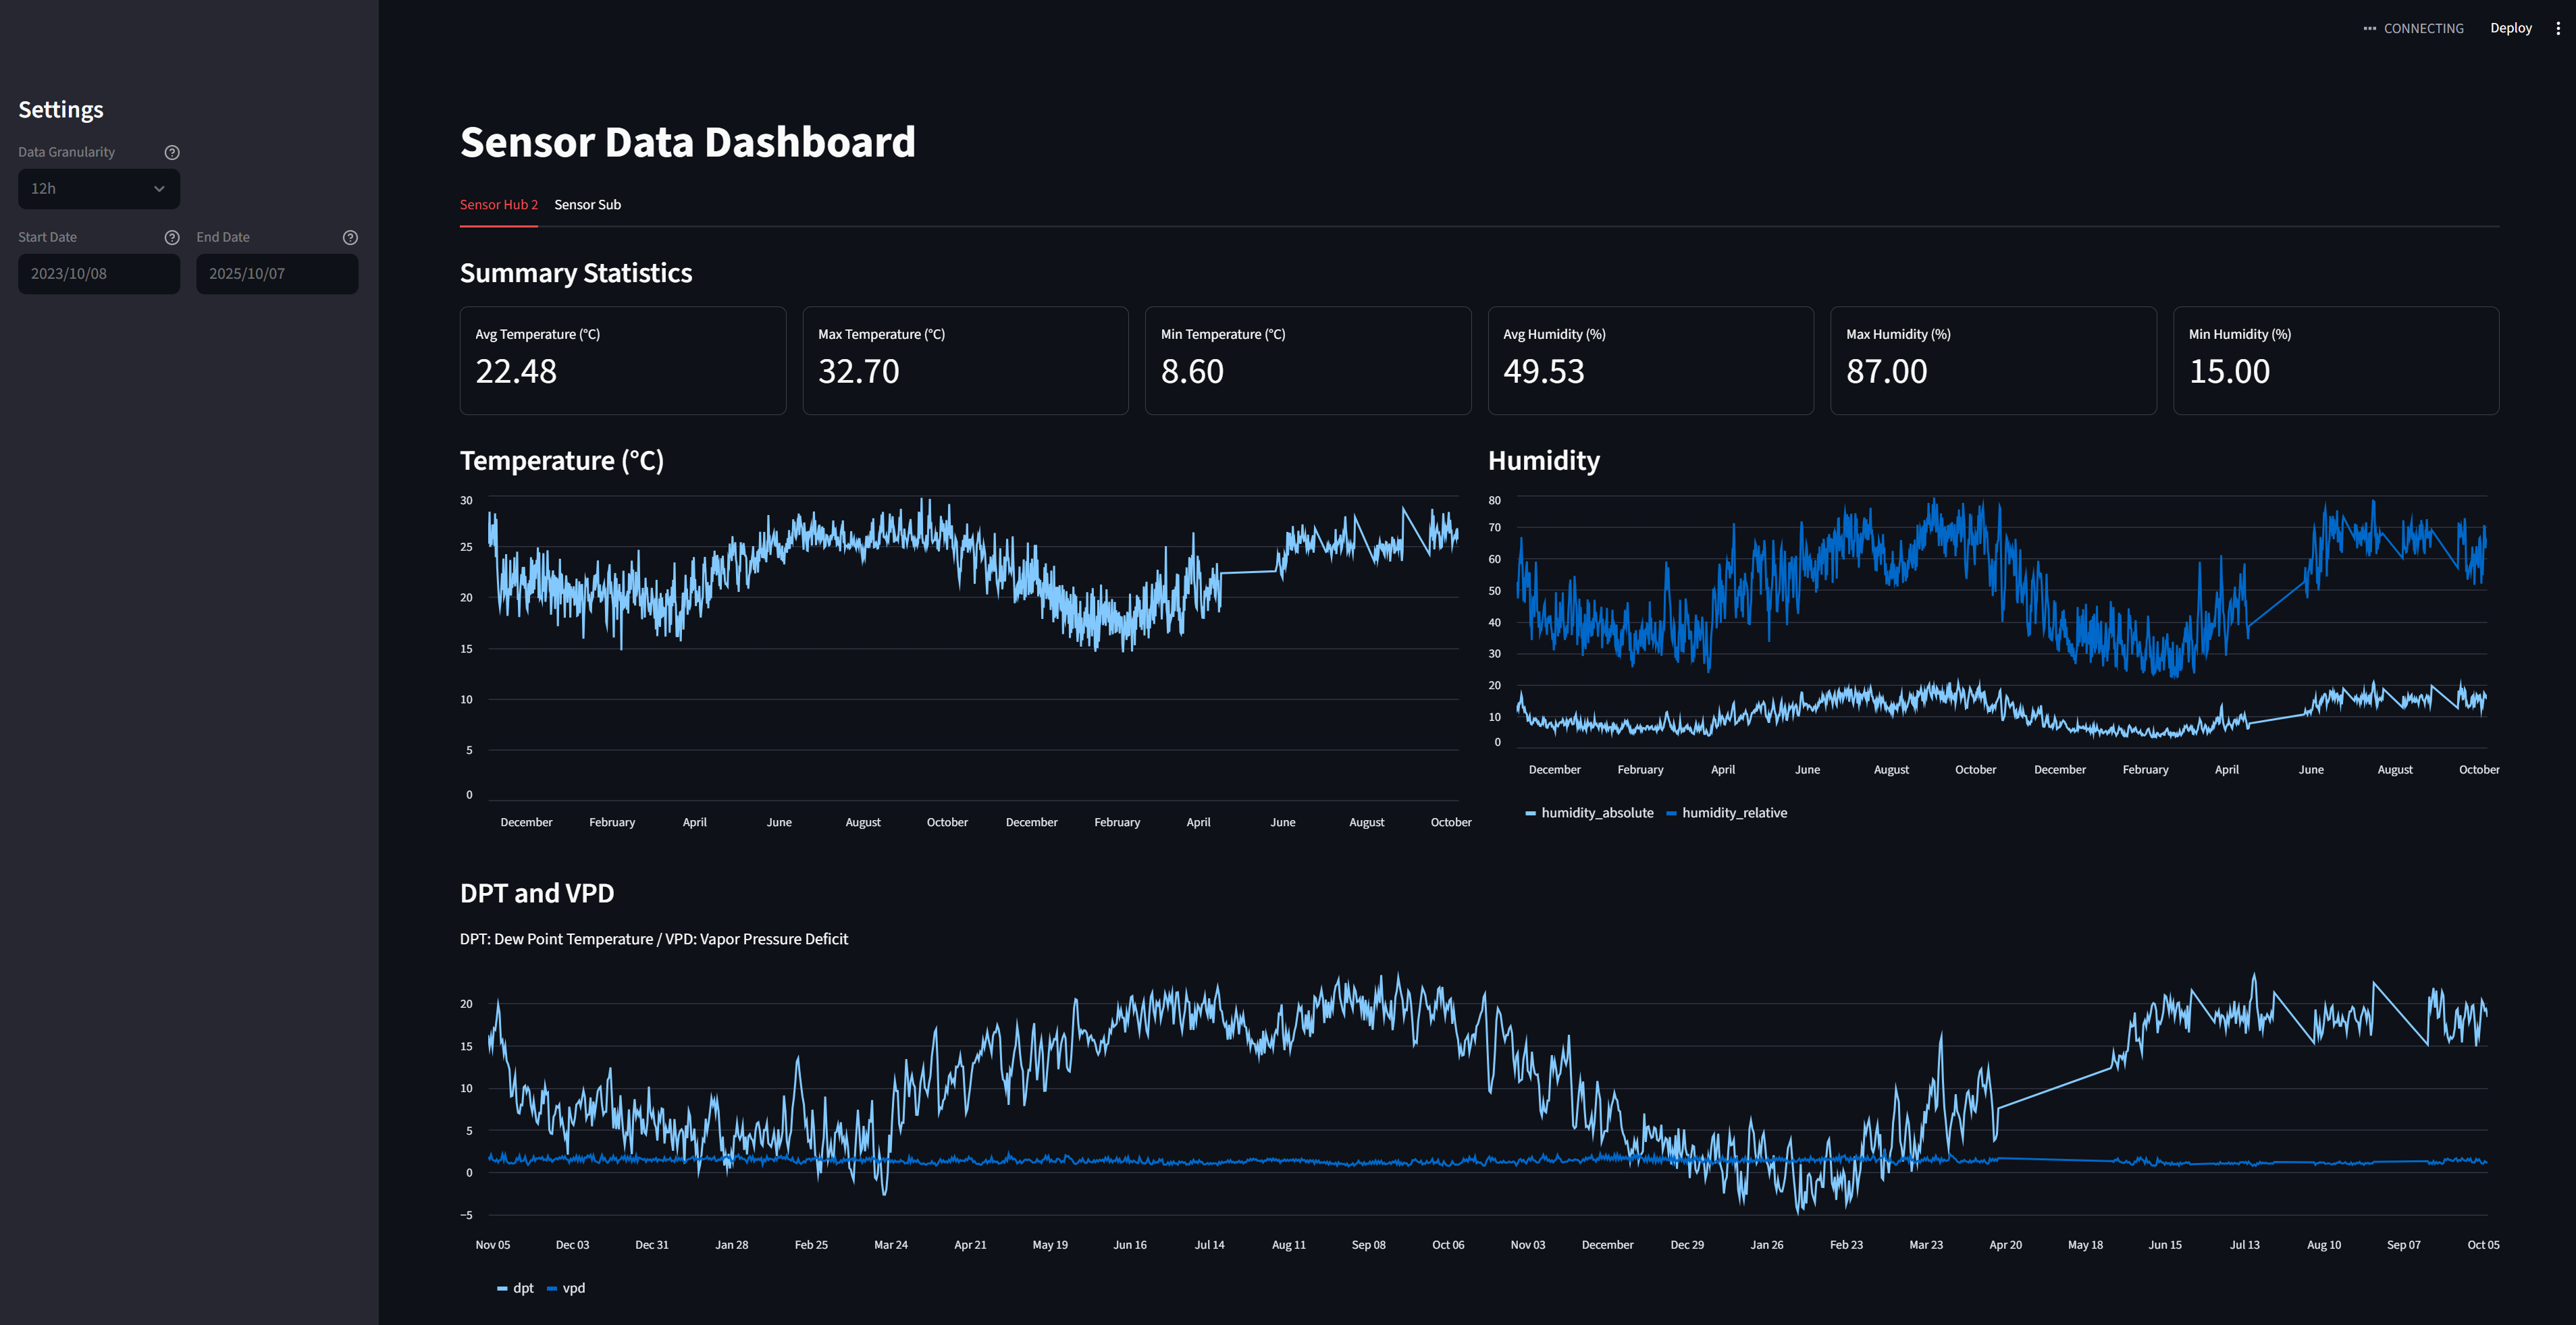 CONNECTING Deploy
Settings
Data Granularity
12h
Start Date End Date
2023/10/08 2025/10/07
Sensor Data Dashboard
Sensor Hub 2 Sensor Sub
Summary Statistics
Avg Temperature (°C) Max Temperature (°C) Min Temperature (°C) Avg Humidity (%) Max Humidity (%) Min Humidity (%)
22.48 32.70 8.60 49.53 87.00 15.00
Temperature (°C)
30
25
20
15
10
5
0
December February April June August October December February April June August October
Humidity
80
70
60
50
40
30
20
10
0
December February April June August October December February April June August October
humidity_absolute humidity_relative
DPT and VPD
DPT: Dew Point Temperature / VPD: Vapor Pressure Deficit
20
15
10
5
0
−5
Nov 05 Dec 03 Dec 31 Jan 28 Feb 25 Mar 24 Apr 21 May 19 Jun 16 Jul 14 Aug 11 Sep 08 Oct 06 Nov 03 December Dec 29 Jan 26 Feb 23 Mar 23 Apr 20 May 18 Jun 15 Jul 13 Aug 10 Sep 07 Oct 05
dpt vpd